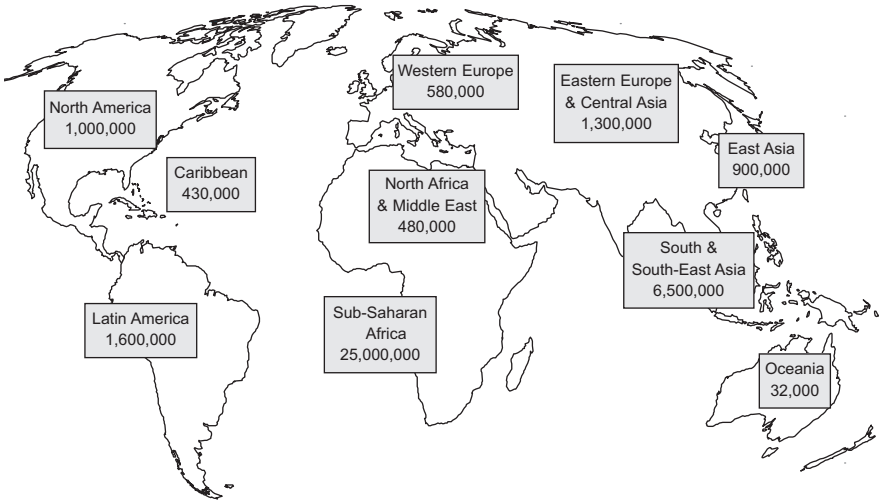 Western Europe
580,000
Eastern Europe
& Central Asia
1,300,000
North America
1,000,000
East Asia
900,000
Caribbean
430,000
North Africa
& Middle East
480,000
South &
South-East Asia
6,500,000
Latin America
1,600,000
Sub-Saharan
Africa
25,000,000
Oceania
32,000